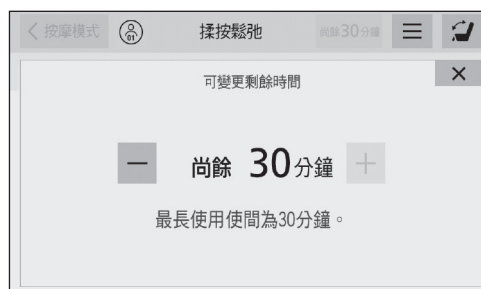 < 按摩模式 01 揉按鬆弛 尚餘30分鐘
可變更剩餘時間
尚餘 30分鐘
最長使用使間為30分鐘。